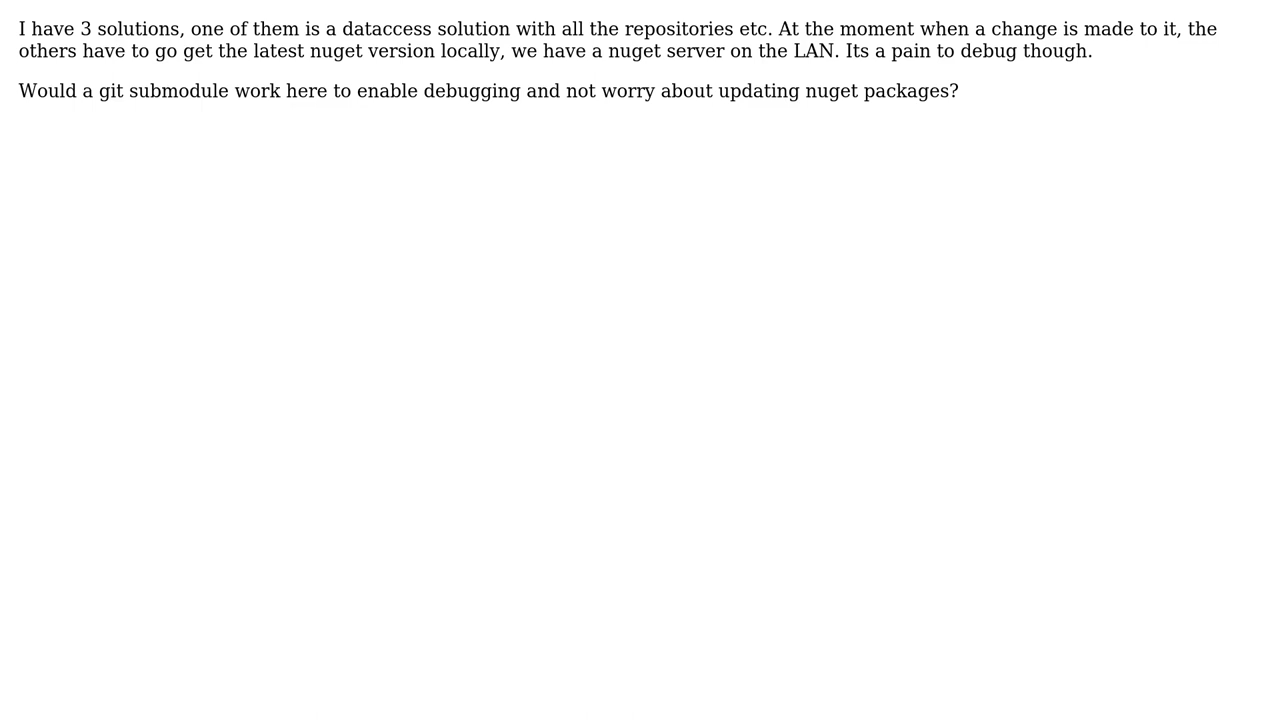 I have 3 solutions, one of them is a dataccess solution with all the repositories etc. At the moment when a change is made to it, the
others have to go get the latest nuget version locally, we have a nuget server on the LAN. Its a pain to debug though.
Would a git submodule work here to enable debugging and not worry about updating nuget packages?